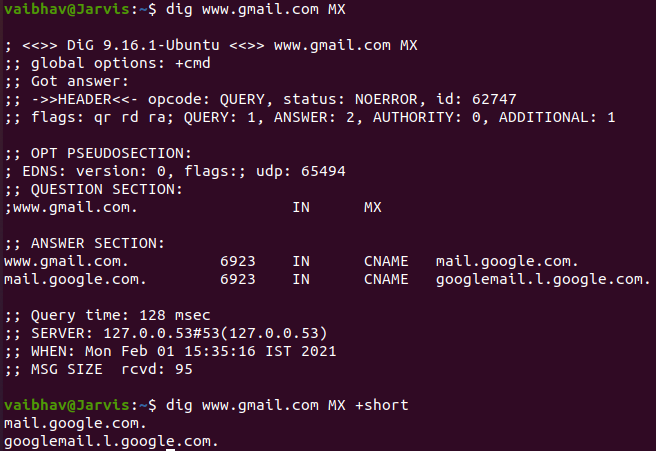 vaibhav@Jarvis:~$ dig www.gmail.com MX
; <<>> DiG 9.16.1-Ubuntu <<>> www.gmail.com MX
;; global options: +cmd
;; Got answer:
;; ->>HEADER<<- opcode: QUERY, status: NOERROR, id: 62747
;; flags: qr rd ra; QUERY: 1, ANSWER: 2, AUTHORITY: 0, ADDITIONAL: 1
;; OPT PSEUDOSECTION:
; EDNS: version: 0, flags:; udp: 65494
;; QUESTION SECTION:
;www.gmail.com. IN MX
;; ANSWER SECTION:
www.gmail.com. 6923 IN CNAME mail.google.com.
mail.google.com. 6923 IN CNAME googlemail.l.google.com.
;; Query time: 128 msec
;; SERVER: 127.0.0.53#53(127.0.0.53)
;; WHEN: Mon Feb 01 15:35:16 IST 2021
;; MSG SIZE rcvd: 95
vaibhav@Jarvis:~$ dig www.gmail.com MX +short
mail.google.com.
googlemail.l.google.com.